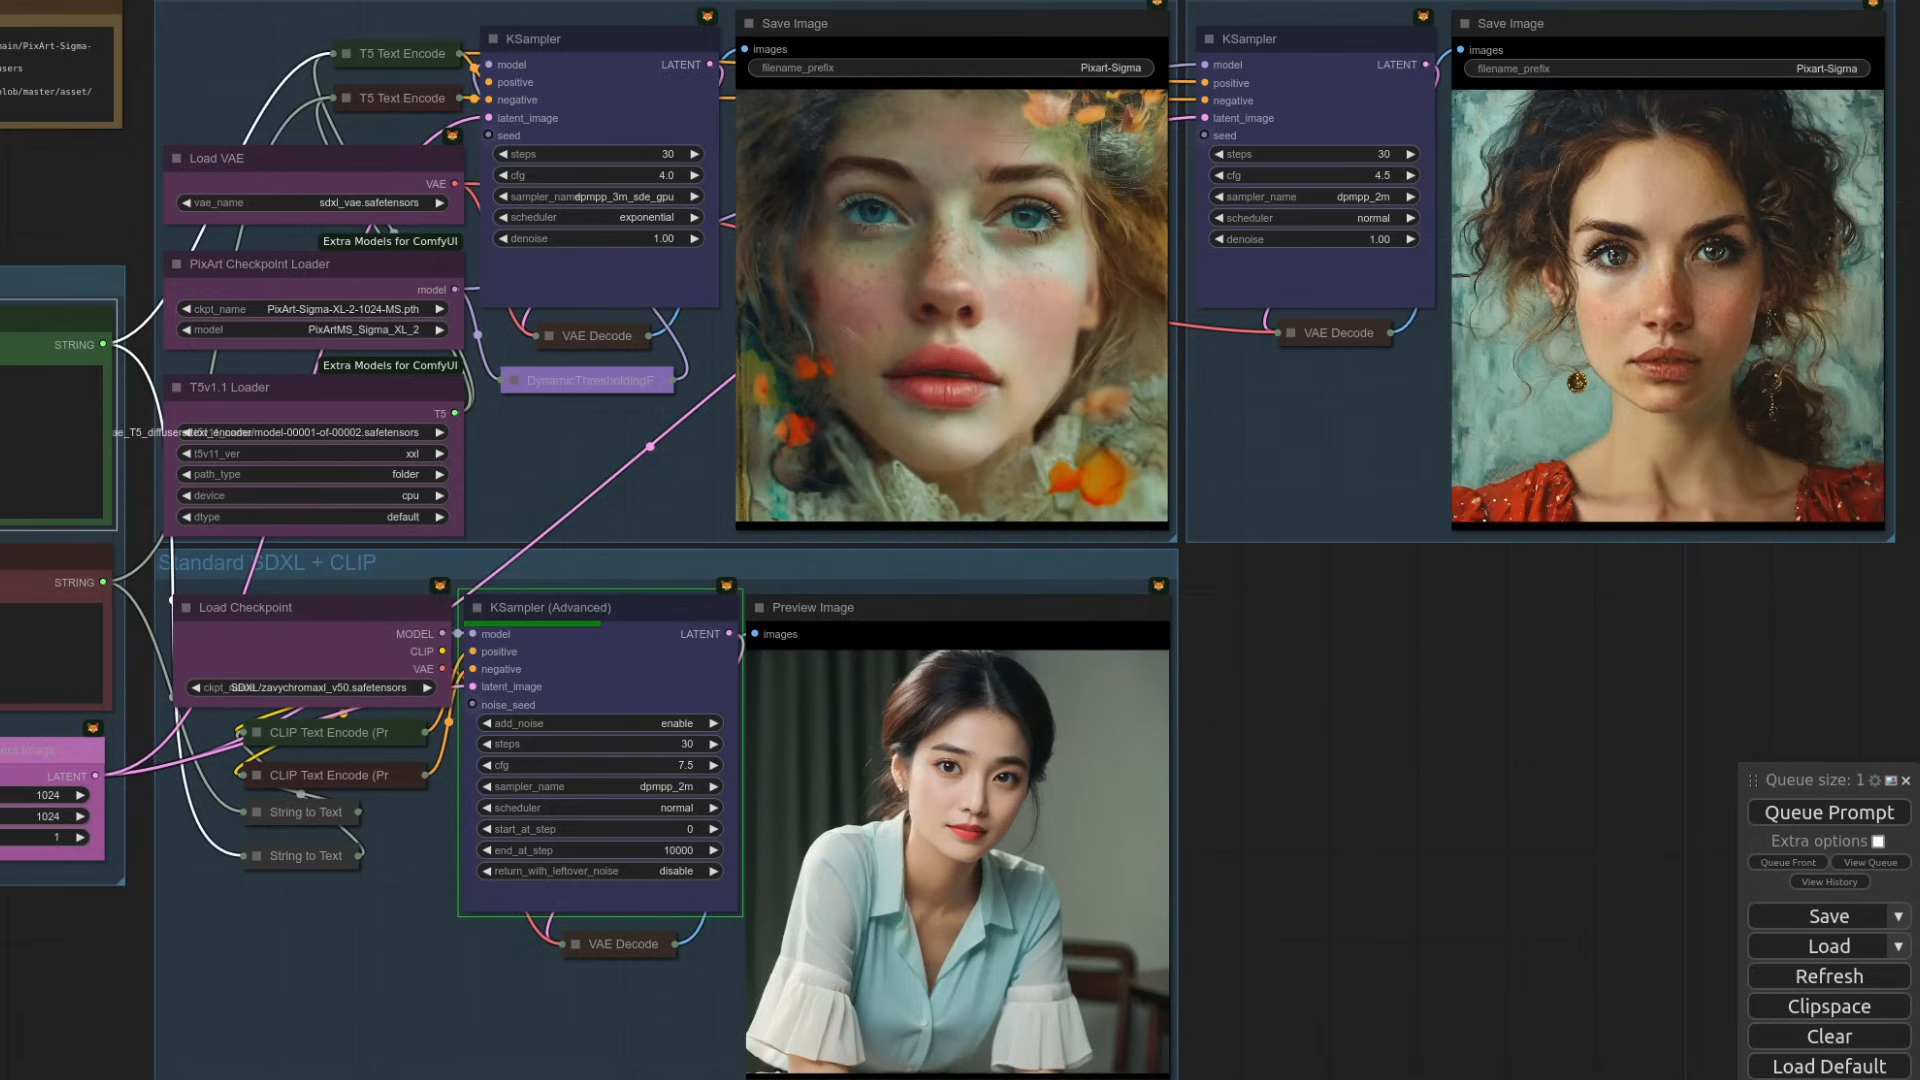 main/PixArt-Sigma-
users
blob/master/asset/
STRING
STRING
LATENT
1024
1024
1
T5 Text Encode
T5 Text Encode
Load VAE
VAE
vae_name
sdxl_vae.safetensors
Extra Models for ComfyUI
PixArt Checkpoint Loader
model
ckpt_name
PixArt-Sigma-XL-2-1024-MS.pth
model
PixArtMS_Sigma_XL_2
Extra Models for ComfyUI
T5v1.1 Loader
T5
text_encoder/model-00001-of-00002.safetensors
t5v11_ver
xxl
path_type
folder
device
cpu
dtype
default
KSampler
model
LATENT
positive
negative
latent_image
seed
steps
30
cfg
4.0
sampler_name
dpmpp_3m_sde_gpu
scheduler
exponential
denoise
1.00
VAE Decode
DynamicThresholdingF
Save Image
images
filename_prefix
Pixart-Sigma
KSampler
model
LATENT
positive
negative
latent_image
seed
steps
30
cfg
4.5
sampler_name
dpmpp_2m
scheduler
normal
denoise
1.00
VAE Decode
Save Image
images
filename_prefix
Pixart-Sigma
Standard SDXL + CLIP
Load Checkpoint
MODEL
CLIP
VAE
SDXL/zavychromaxl_v50.safetensors
CLIP Text Encode (Pr
CLIP Text Encode (Pr
String to Text
String to Text
KSampler (Advanced)
model
LATENT
positive
negative
latent_image
noise_seed
add_noise
enable
steps
30
cfg
7.5
sampler_name
dpmpp_2m
scheduler
normal
start_at_step
0
end_at_step
10000
return_with_leftover_noise
disable
VAE Decode
Preview Image
images
Queue size: 1
Queue Prompt
Extra options
Queue Front
View Queue
View History
Save
Load
Refresh
Clipspace
Clear
Load Default